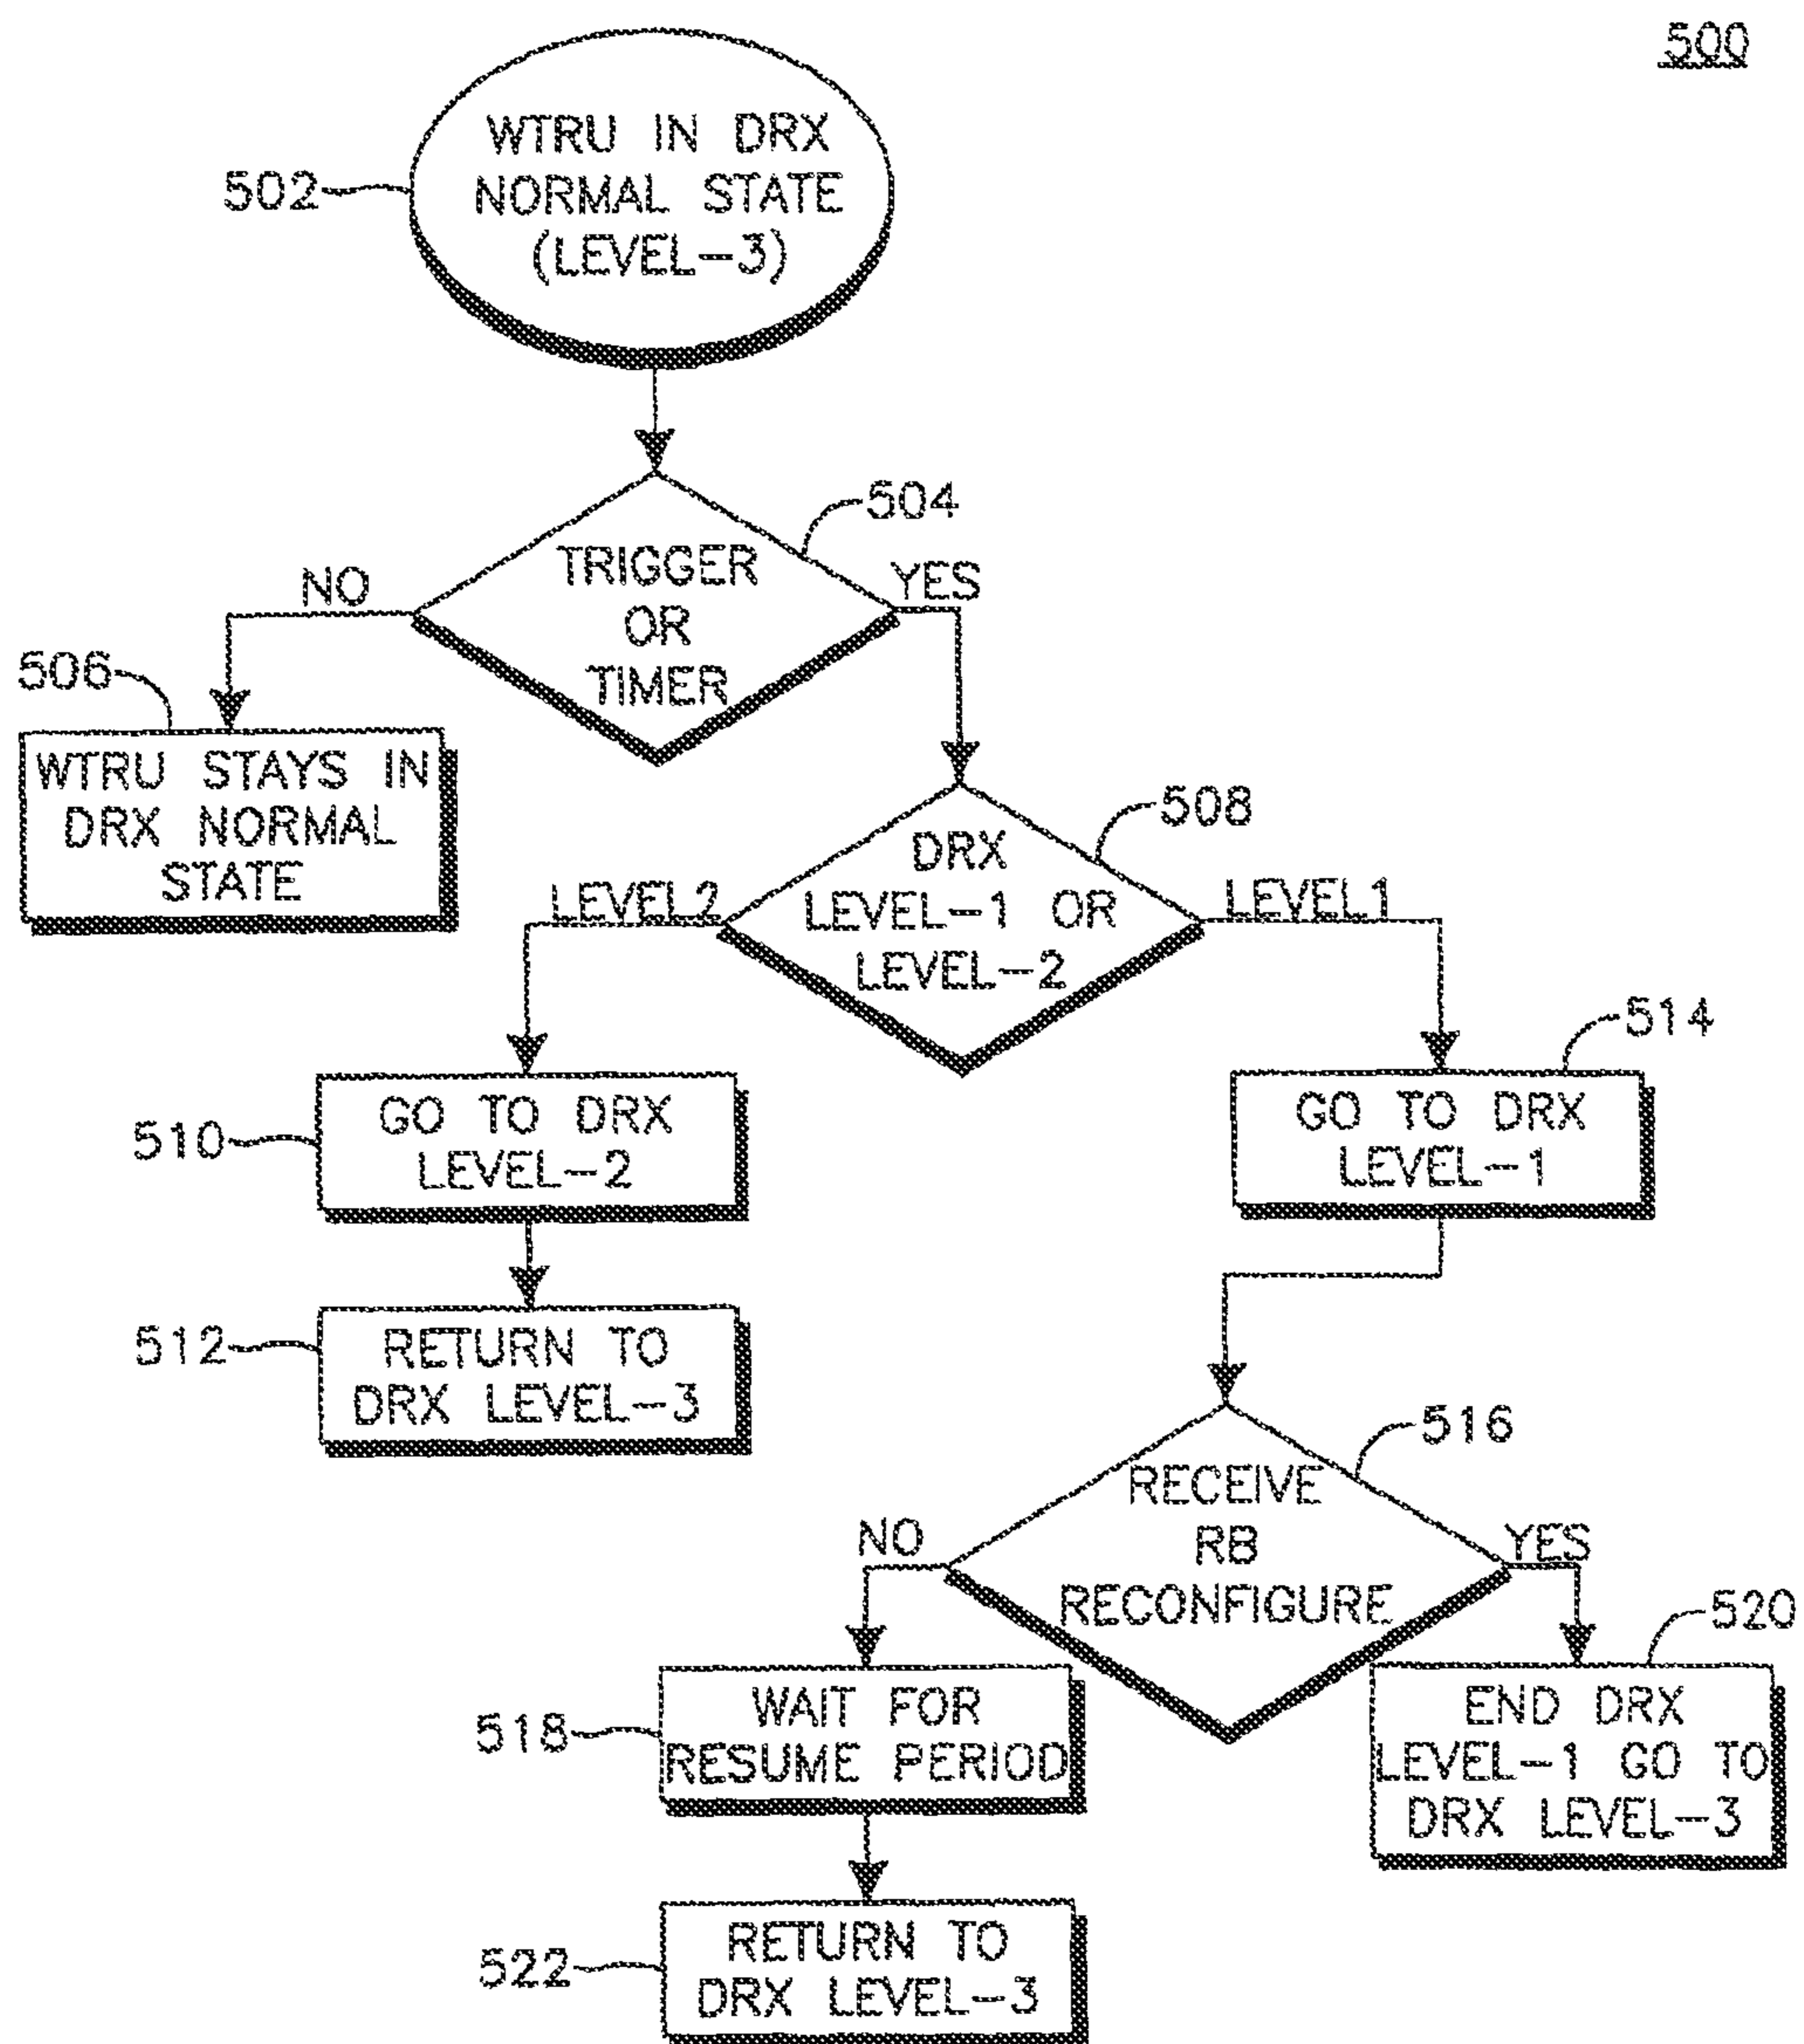 500
WTRU IN DRX
NORMAL STATE
(LEVEL-3)
502
504
TRIGGER
OR
TIMER
NO
YES
506
WTRU STAYS IN
DRX NORMAL
STATE
508
DRX
LEVEL-1 OR
LEVEL-2
LEVEL2
LEVEL1
510
GO TO DRX
LEVEL-2
514
GO TO DRX
LEVEL-1
512
RETURN TO
DRX LEVEL-3
516
RECEIVE
RB
RECONFIGURE
NO
YES
518
WAIT FOR
RESUME PERIOD
520
END DRX
LEVEL-1 GO TO
DRX LEVEL-3
522
RETURN TO
DRX LEVEL-3